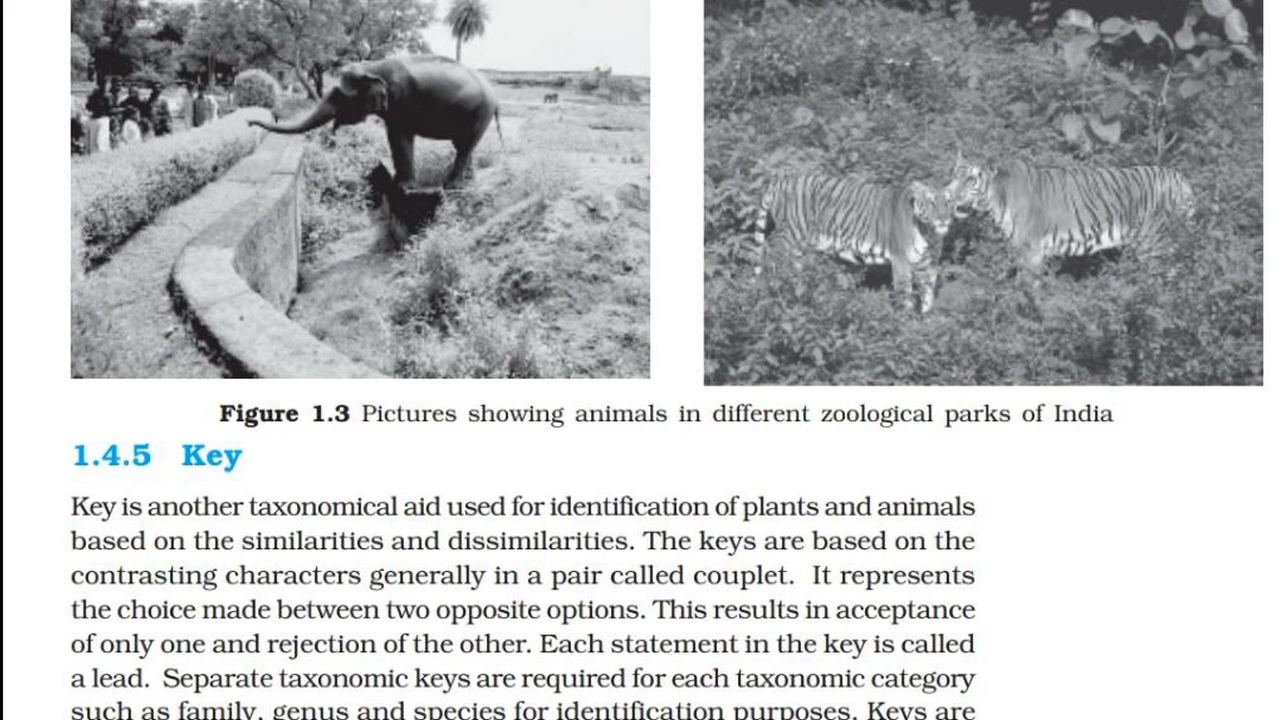 Figure 1.3 Pictures showing animals in different zoological parks of India
1.4.5 Key
Key is another taxonomical aid used for identification of plants and animals
based on the similarities and dissimilarities. The keys are based on the
contrasting characters generally in a pair called couplet. It represents
the choice made between two opposite options. This results in acceptance
of only one and rejection of the other. Each statement in the key is called
a lead. Separate taxonomic keys are required for each taxonomic category
such as family, genus and species for identification purposes. Keys are